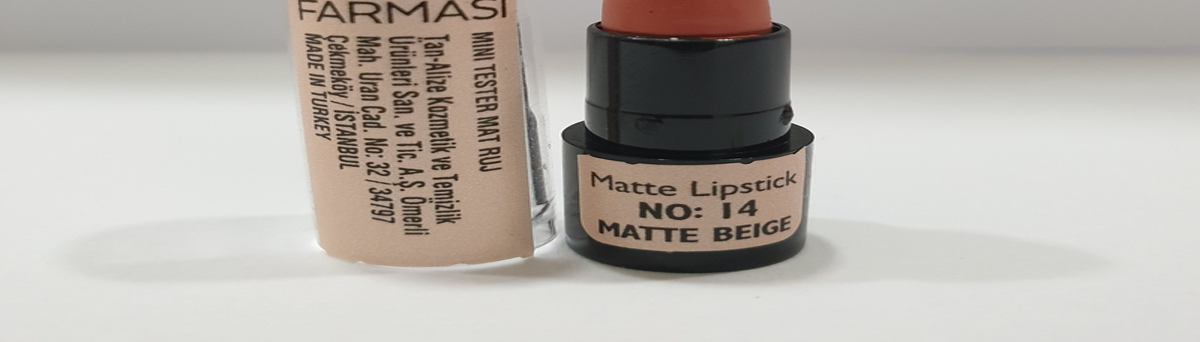 FARMASI
MINI TESTER MAT RUJ
Tan-Alize Kozmetik ve Temizlik
Ürünleri San. ve Tic. A.Ş. Ömerli
Mah. Uran Cad. No: 32 / 34797
Çekmeköy / İSTANBUL
MADE IN TURKEY
Matte Lipstick
NO: 14
MATTE BEIGE